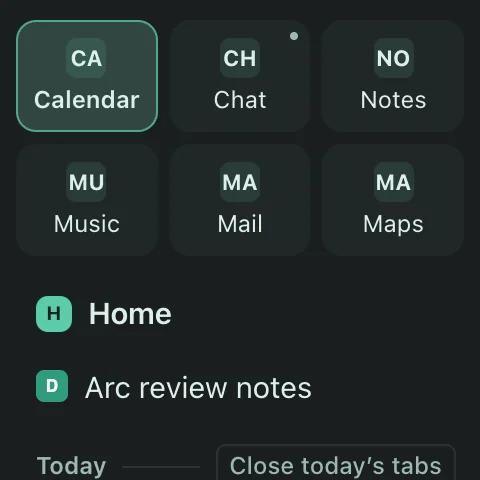 CA CH NO
Calendar Chat Notes
MU MA MA
Music Mail Maps
H Home
D Arc review notes
Today Close today’s tabs